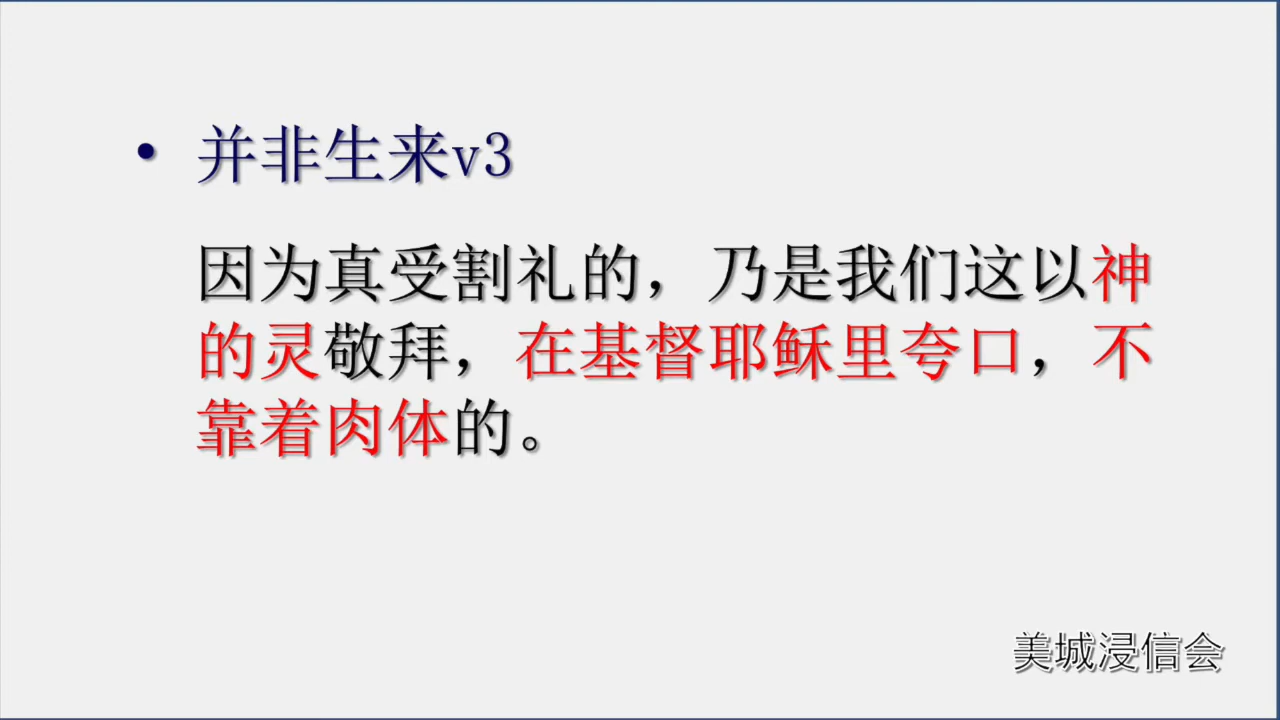 • 并非生来v3
因为真受割礼的，乃是我们这以神
的灵敬拜，在基督耶稣里夸口，不
靠着肉体的。
美城浸信会